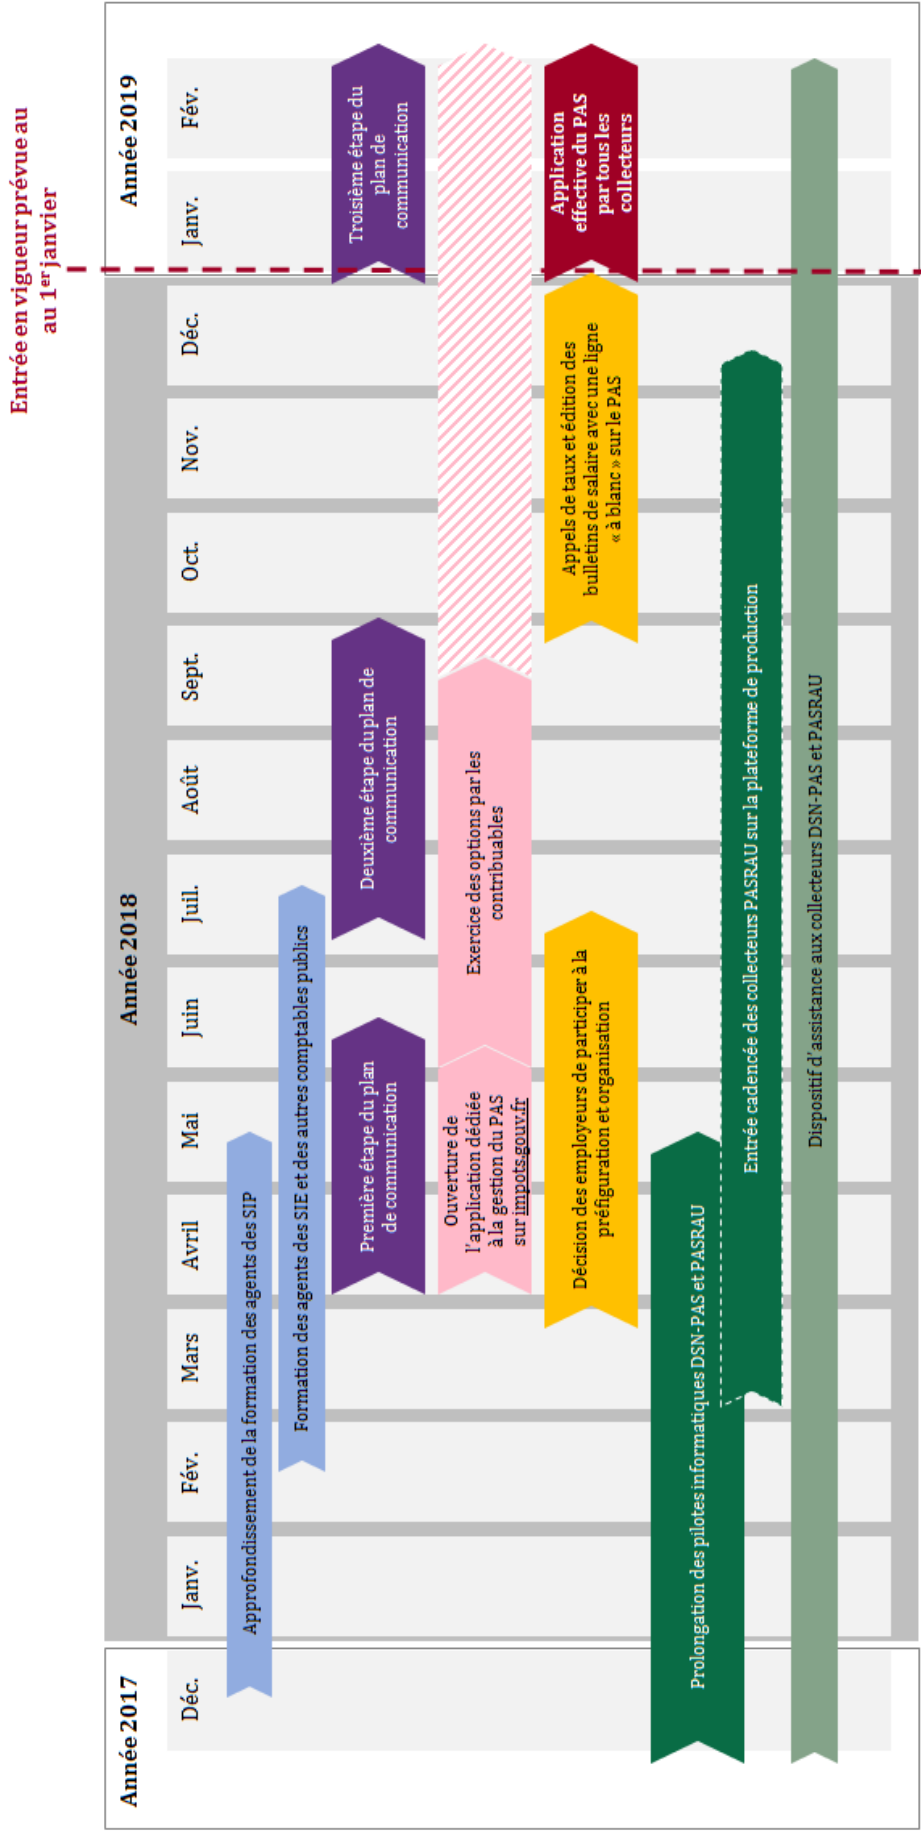 Entrée en vigueur prévue au
au 1er janvier
Année 2017
Année 2018
Année 2019
Déc.
Janv.
Fév.
Mars
Avril
Mai
Juin
Juil.
Août
Sept.
Oct.
Nov.
Déc.
Janv.
Fév.
Approfondissement de la formation des agents des SIP
Formation des agents des SIE et des autres comptables publics
Première étape du plan
de communication
Deuxième étape du plan de
communication
Troisième étape du
plan de
communication
Ouverture de
l'application dédiée
à la gestion du PAS
sur impots.gouv.fr
Exercice des options par les
contribuables
Décision des employeurs de participer à la
préfiguration et organisation
Appels de taux et édition des
bulletins de salaire avec une ligne
« à blanc » sur le PAS
Application
effective du PAS
par tous les
collecteurs
Prolongation des pilotes informatiques DSN-PAS et PASRAU
Entrée cadencée des collecteurs PASRAU sur la plateforme de production
Dispositif d'assistance aux collecteurs DSN-PAS et PASRAU